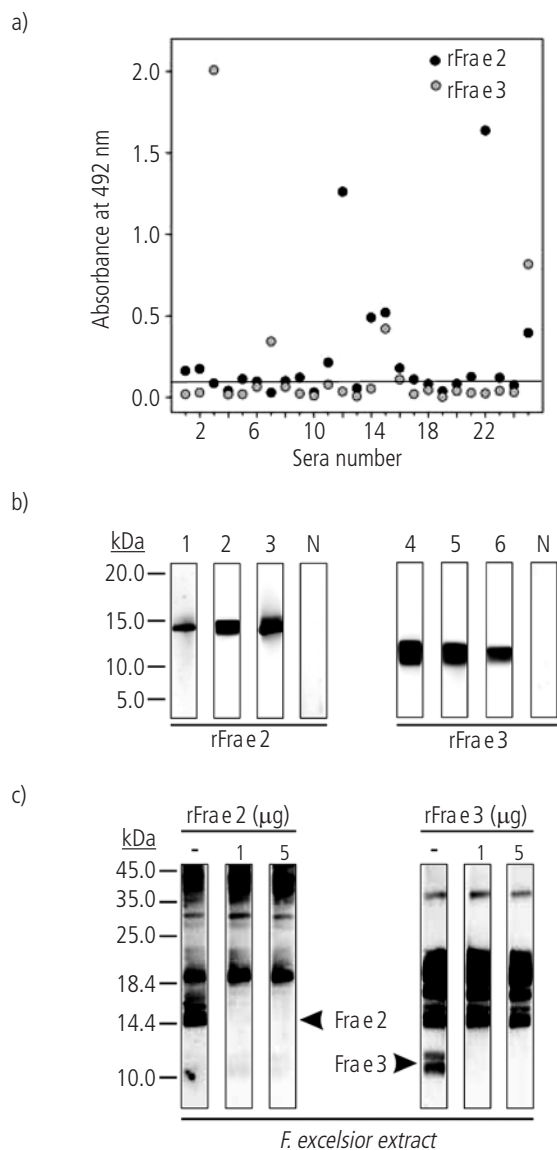 a)
rFra e 2
rFra e 3
2.0
1.5
1.0
0.5
0.0
Absorbance at 492 nm
2 6 10 14 18 22
Sera number
b)
kDa 1 2 3 N 4 5 6 N
20.0
15.0
10.0
5.0
rFra e 2 rFra e 3
c)
rFra e 2 (μg) rFra e 3 (μg)
kDa - 1 5 - 1 5
45.0
35.0
25.0
18.4
14.4 Fra e 2
Fra e 3
10.0
F. excelsior extract